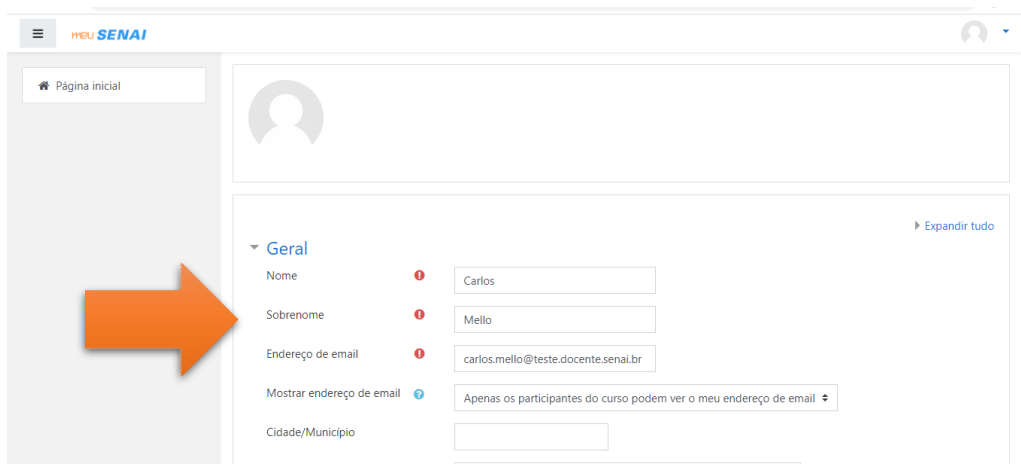 meu SENAI
Página inicial
Expandir tudo
Geral
Nome
Carlos
Sobrenome
Mello
Endereço de email
carlos.mello@teste.docente.senai.br
Mostrar endereço de email
Apenas os participantes do curso podem ver o meu endereço de email
Cidade/Município